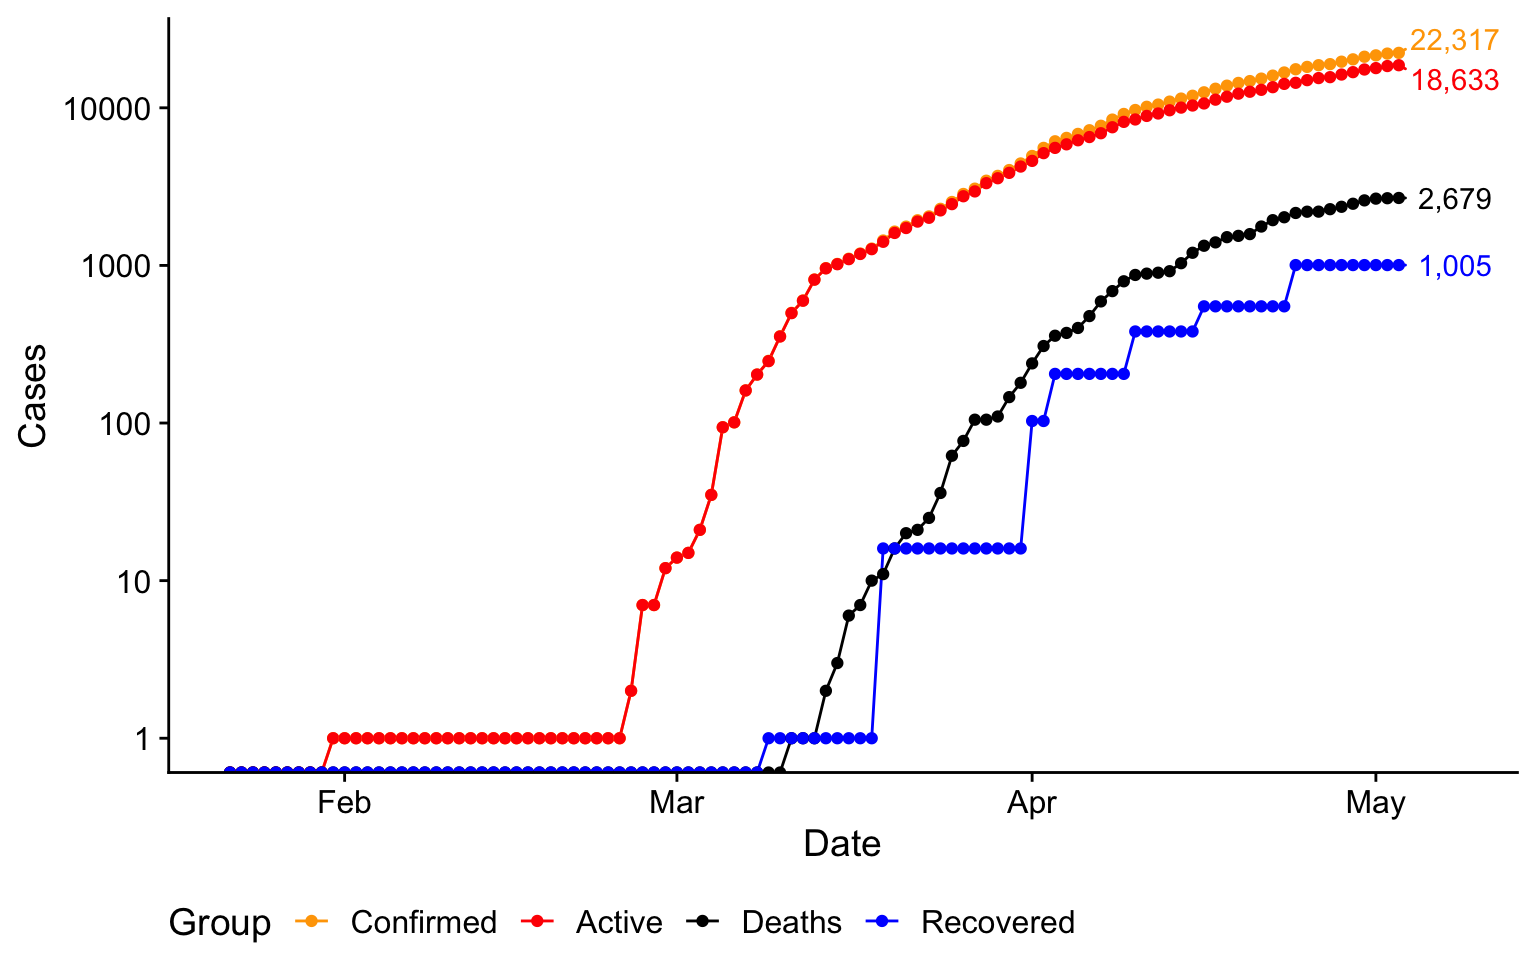 22,317
18,633
10000
2,679
1000
1,005
Cases
100
10
1
Feb Mar Apr May
Date
Group Confirmed Active Deaths Recovered